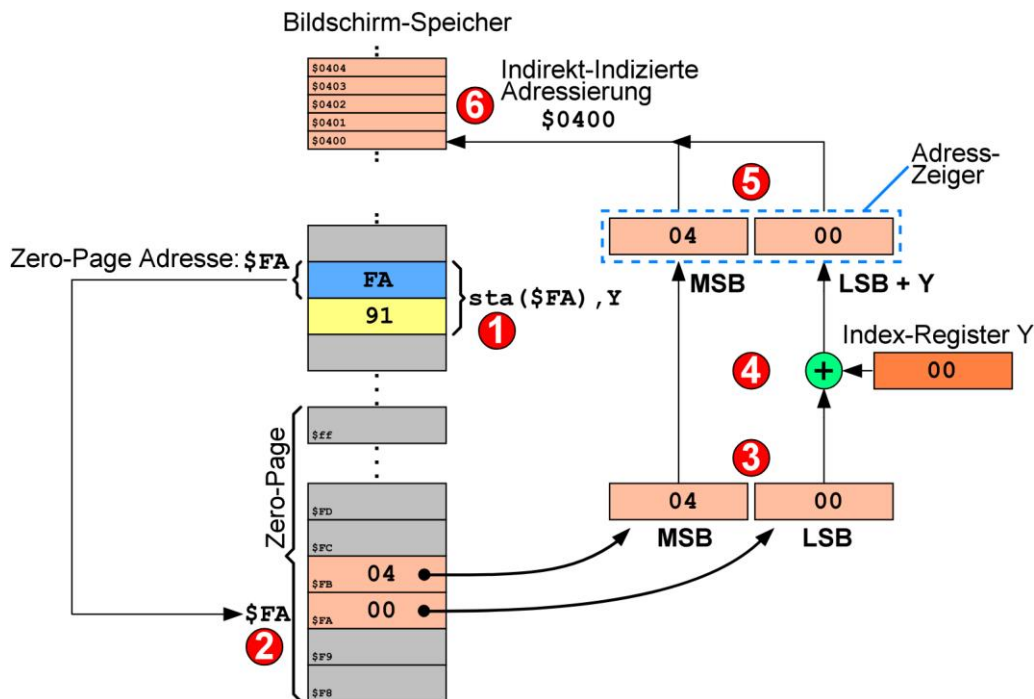 Bildschirm-Speicher
$0404
$0403
$0402
$0401
$0400
6
Indirekt-Indizierte
Adressierung
$0400
Adress-
Zeiger
5
04
00
MSB
LSB + Y
Zero-Page Adresse: $FA
FA
91
sta($FA),Y
1
Index-Register Y
4
+
00
Zero-Page
$ff
3
04
00
MSB
LSB
$FD
$FC
$FB 04
$FA
$FA 00
2
$F9
$F8